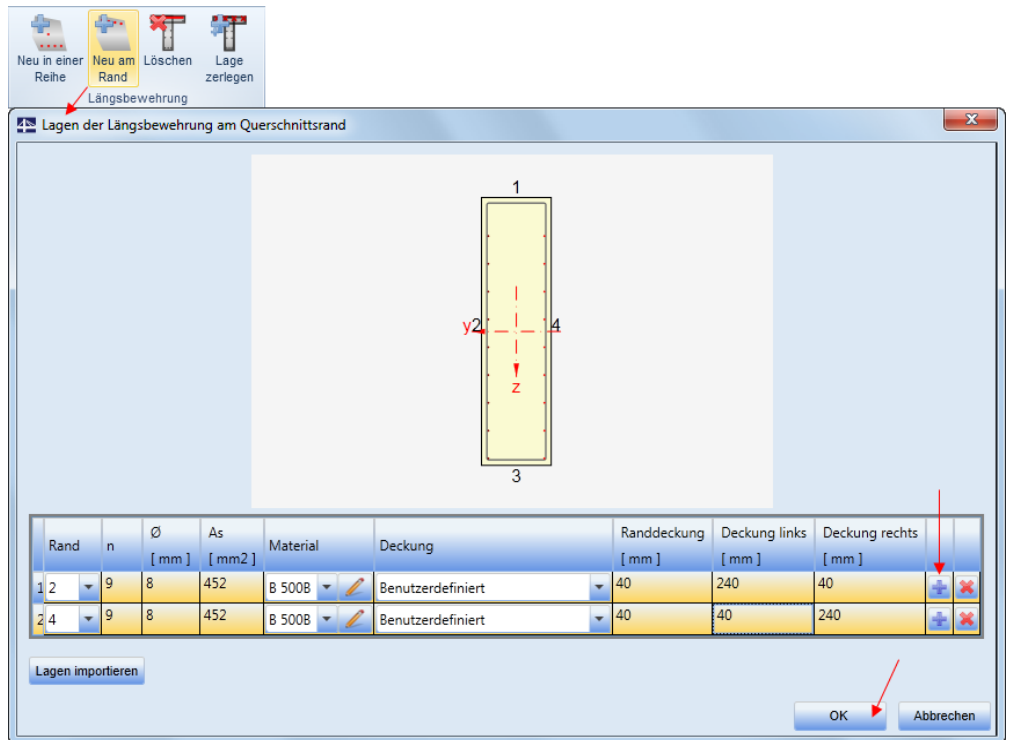 Neu in einer Reihe
Neu am Rand
Löschen
Lage zerlegen
Längsbewehrung
Lagen der Längsbewehrung am Querschnittsrand
1
y2
4
z
3
Rand n Ø [ mm ] As [ mm2 ] Material Deckung Randdeckung [ mm ] Deckung links [ mm ] Deckung rechts [ mm ]
1 2 9 8 452 B 500B Benutzerdefiniert 40 240 40
2 4 9 8 452 B 500B Benutzerdefiniert 40 40 240
Lagen importieren
OK Abbrechen